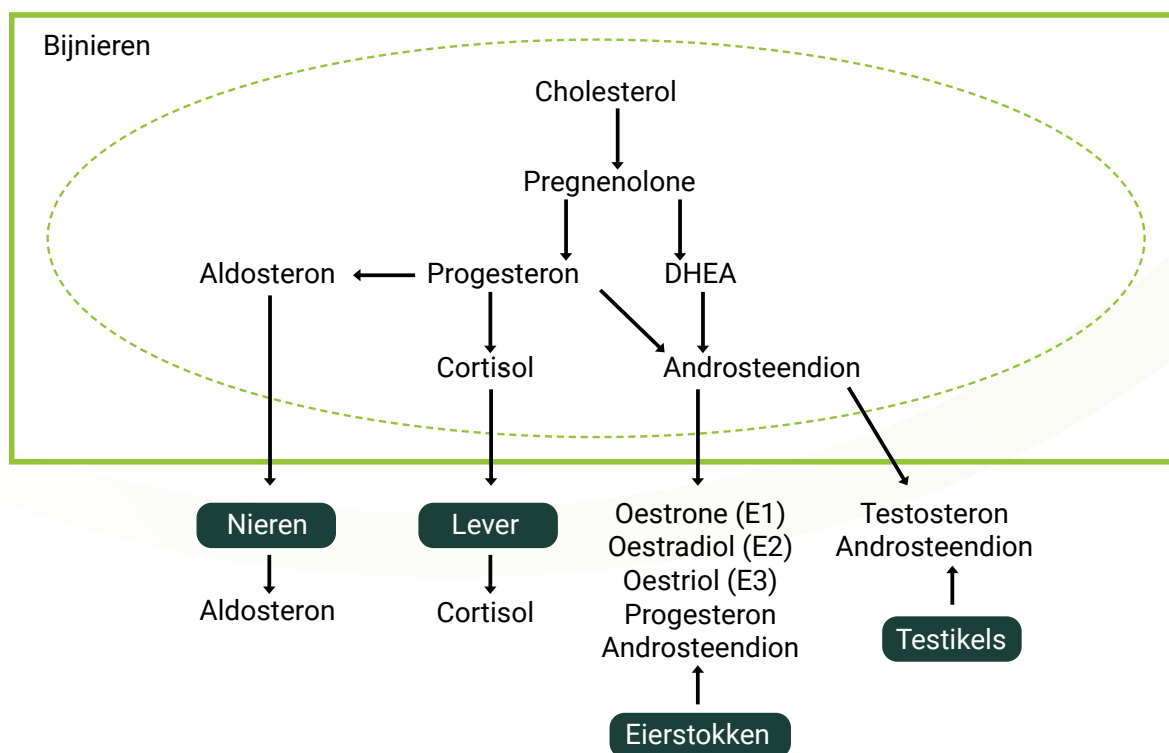 Bijnieren
Cholesterol
Pregnenolone
Aldosteron
Progesteron
DHEA
Cortisol
Androsteendion
Nieren
Lever
Oestrone (E1)
Oestradiol (E2)
Oestriol (E3)
Progesteron
Androsteendion
Testosteron
Androsteendion
Aldosteron
Cortisol
Testikels
Eierstokken